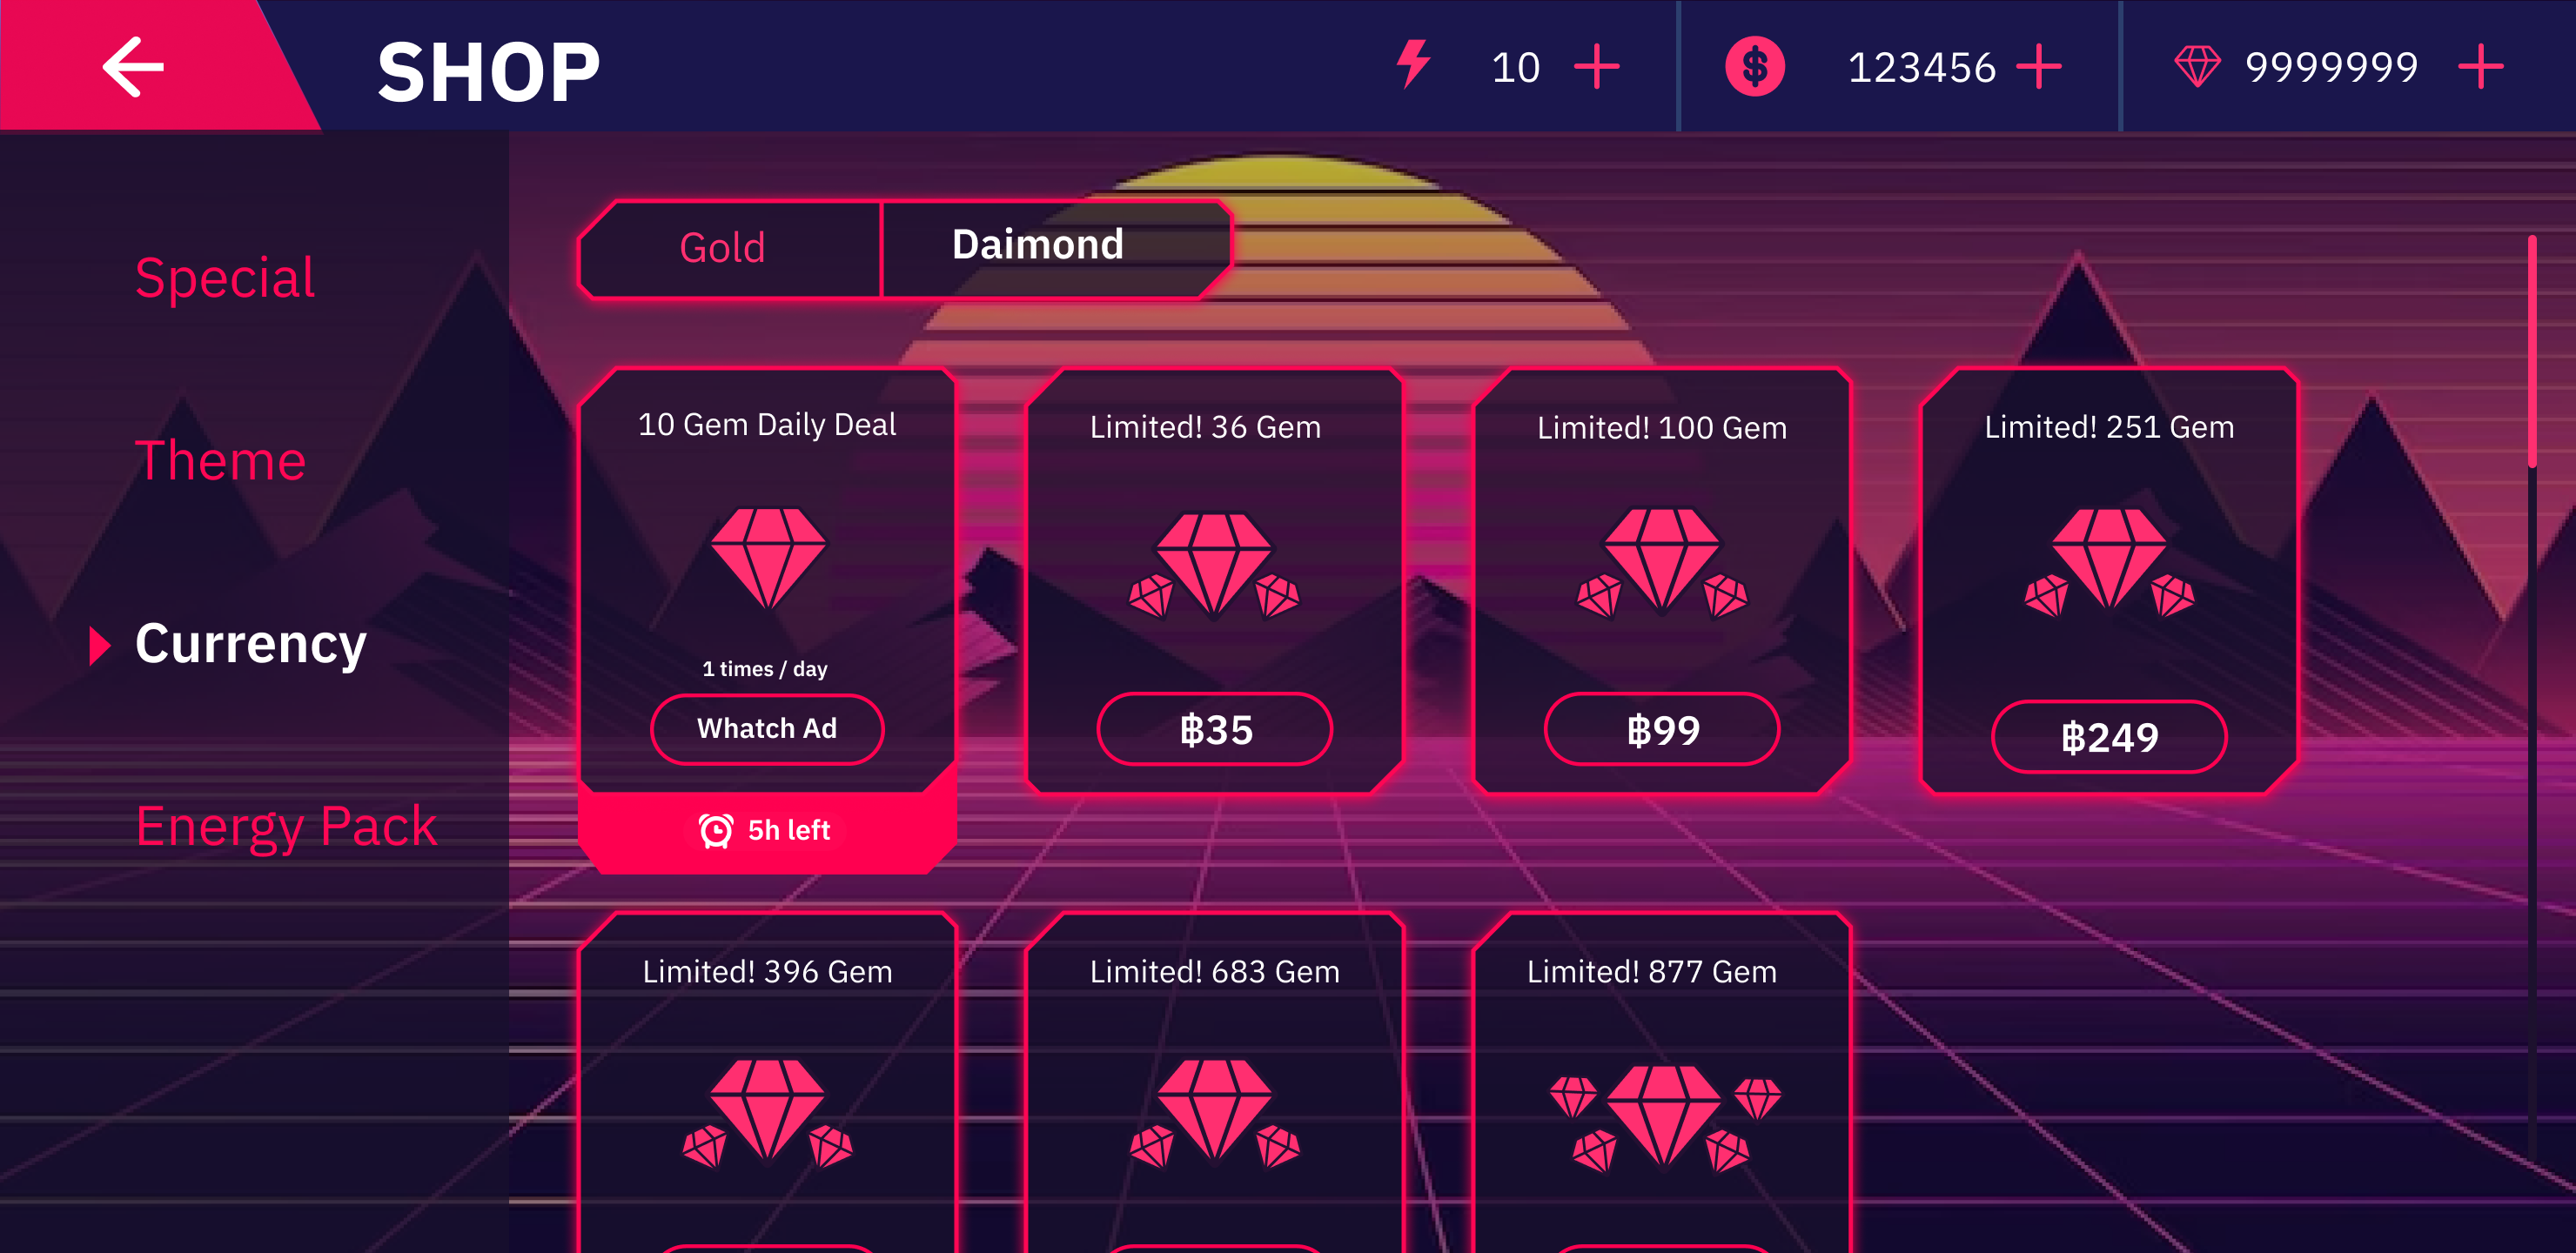 SHOP
10
123456
9999999
Special
Theme
Currency
Energy Pack
Gold
Daimond
10 Gem Daily Deal
1 times / day
Whatch Ad
5h left
Limited! 36 Gem
฿35
Limited! 100 Gem
฿99
Limited! 251 Gem
฿249
Limited! 396 Gem
Limited! 683 Gem
Limited! 877 Gem